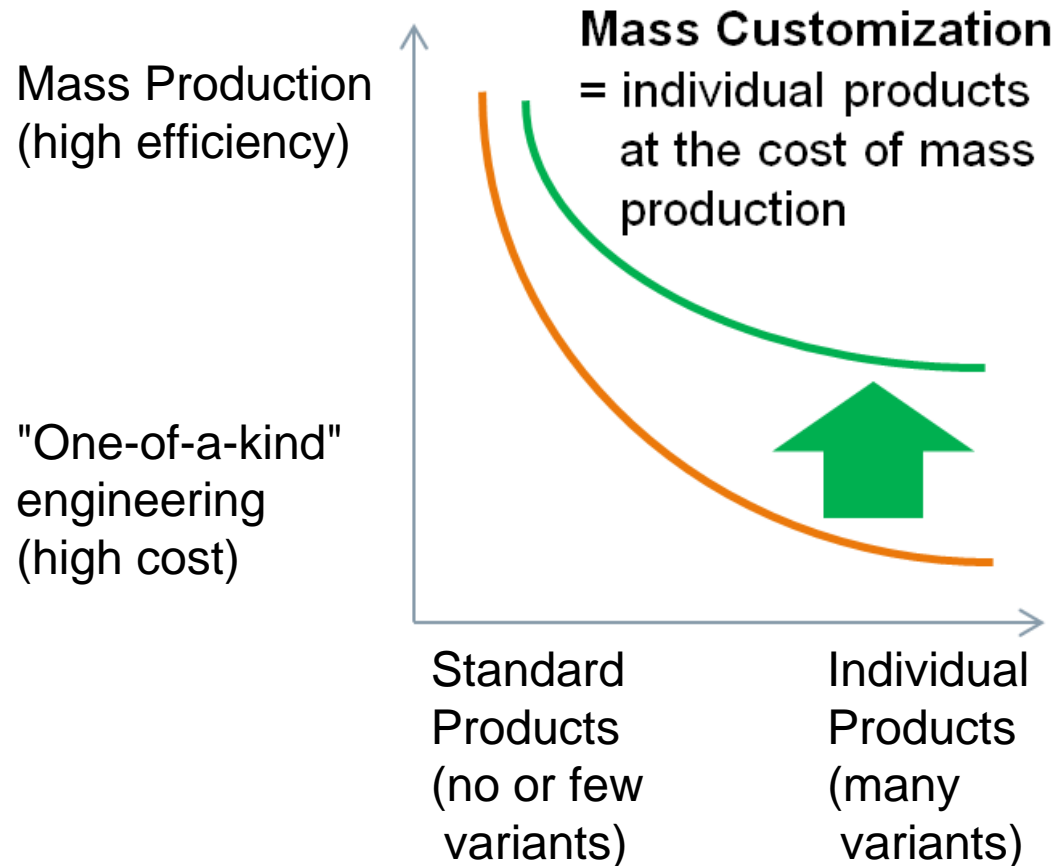 Mass Customization
= individual products
at the cost of mass
production
Mass Production
(high efficiency)
"One-of-a-kind"
engineering
(high cost)
Standard
Products
(no or few
variants)
Individual
Products
(many
variants)